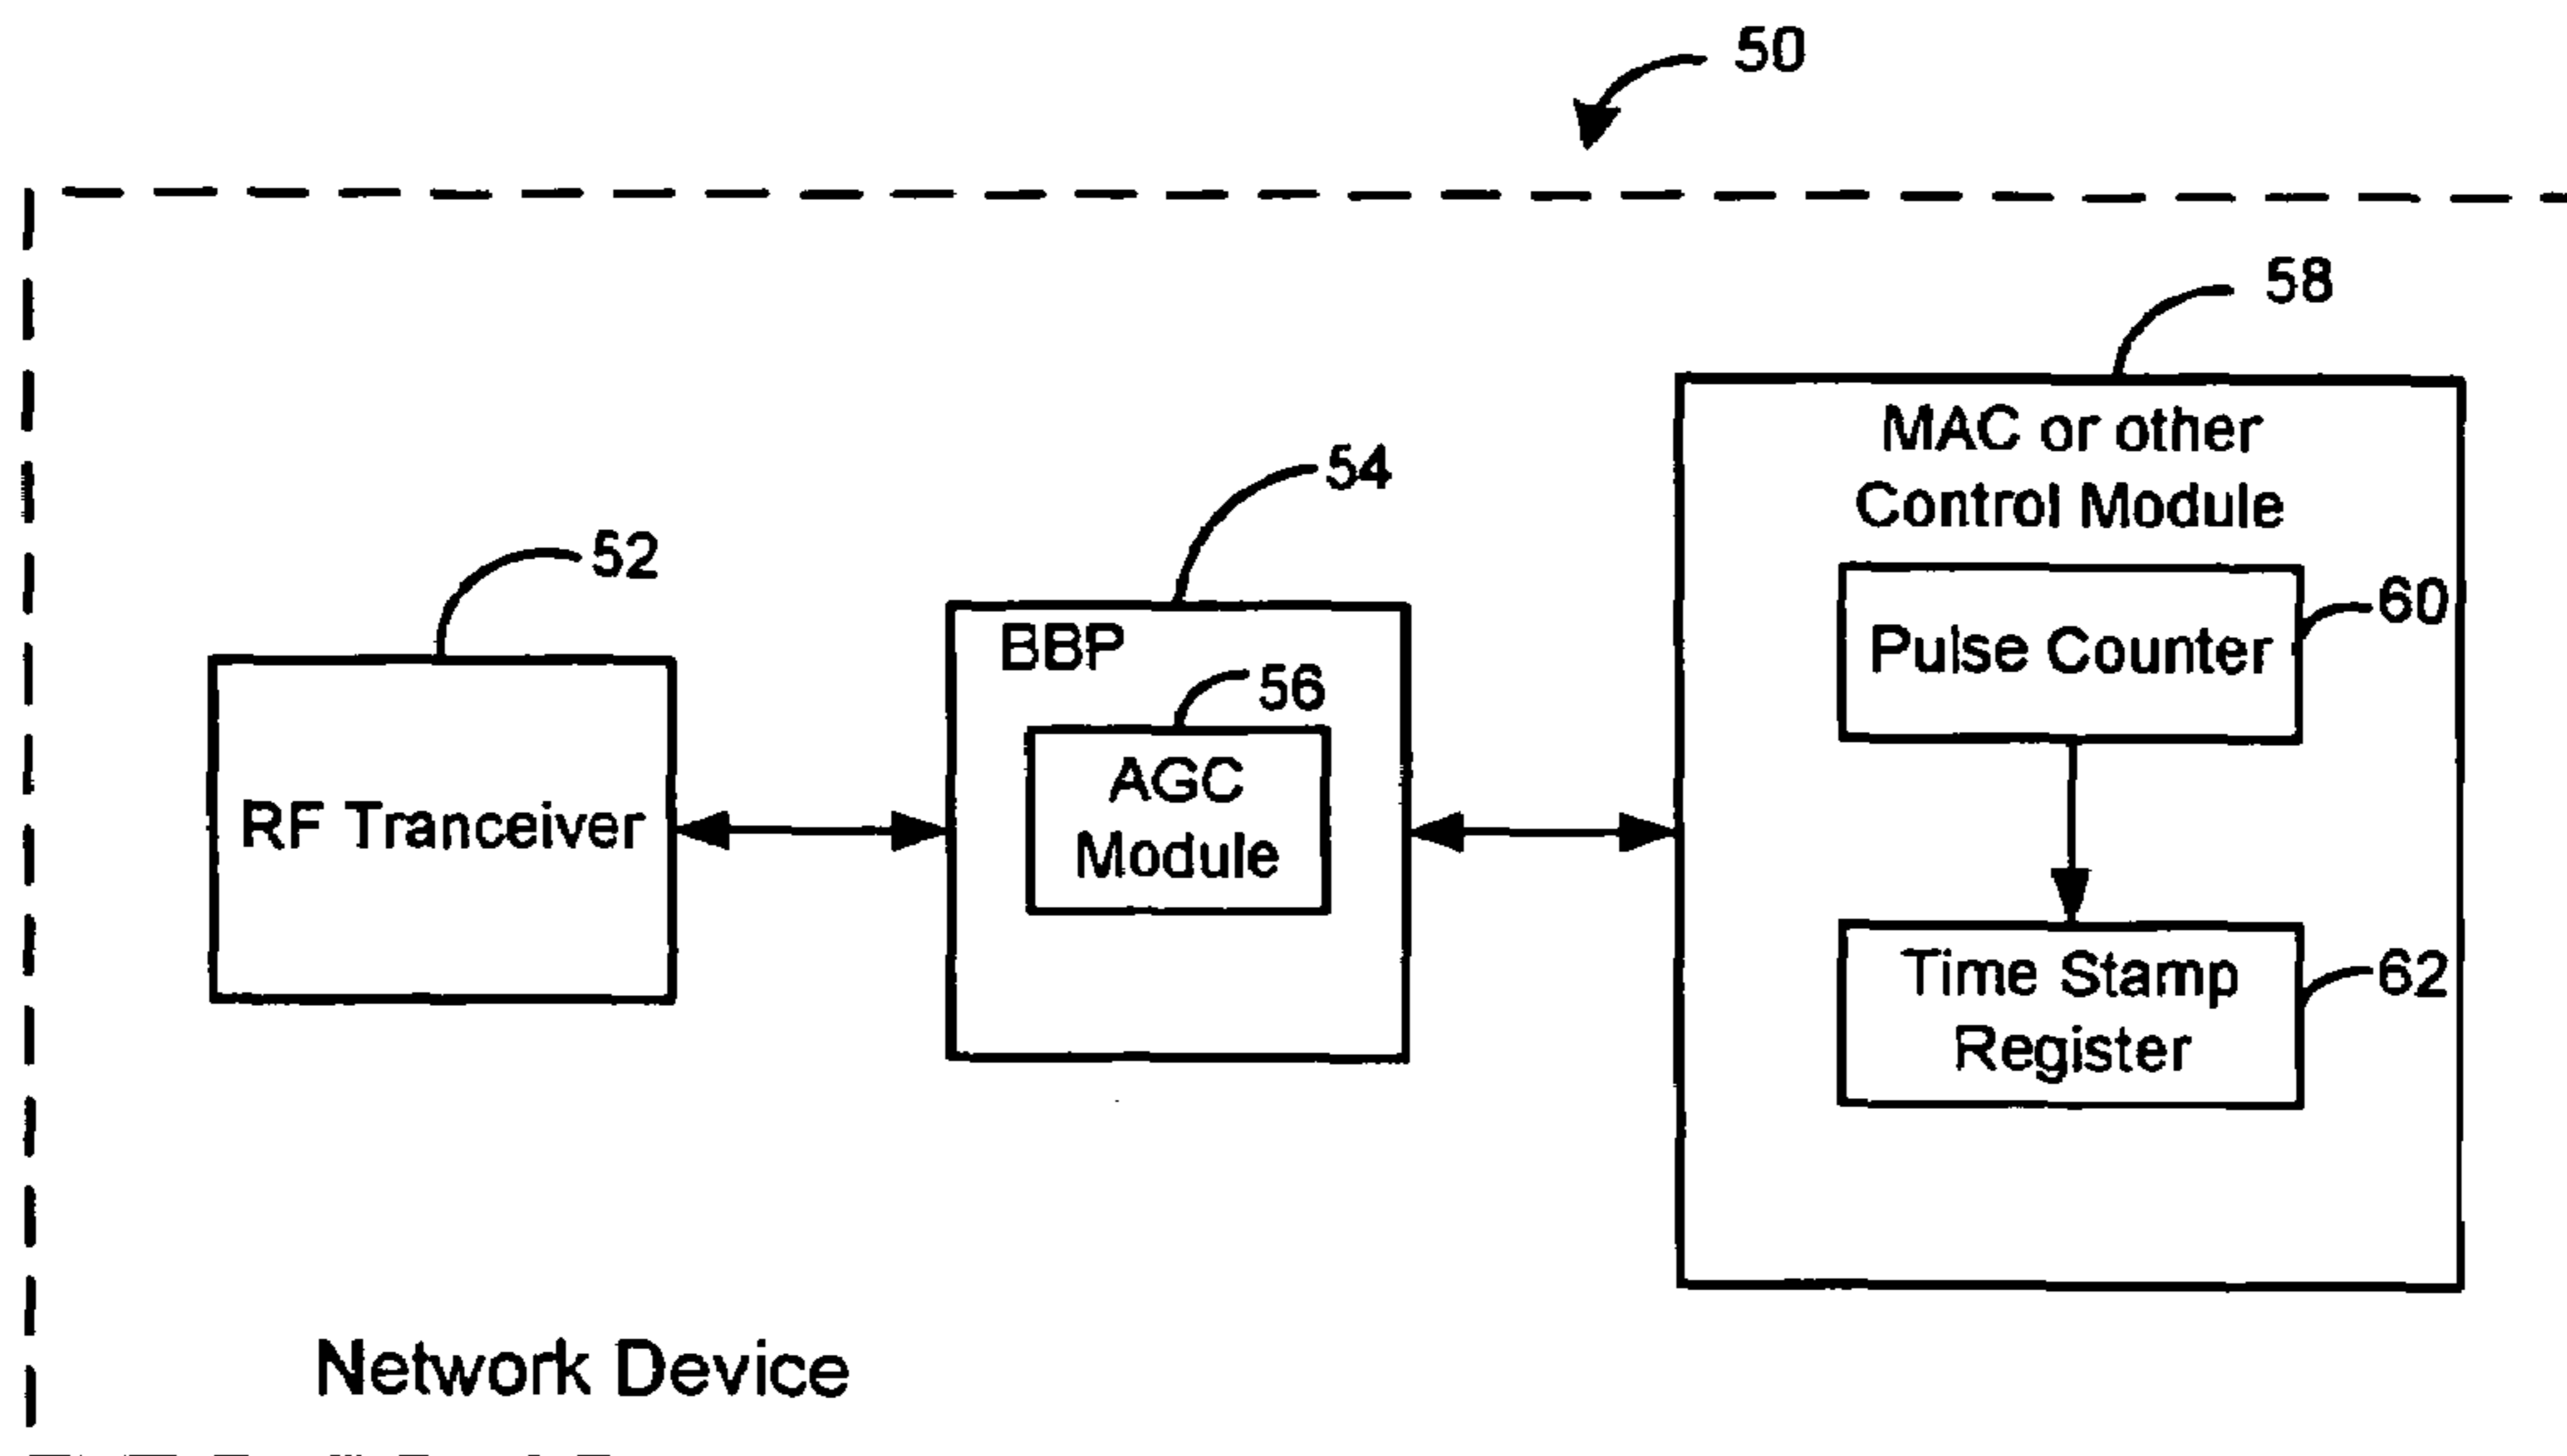 50
58
MAC or other
Control Module
54
52
60
BBP
Pulse Counter
56
AGC
Module
RF Tranceiver
Time Stamp
Register
62
Network Device